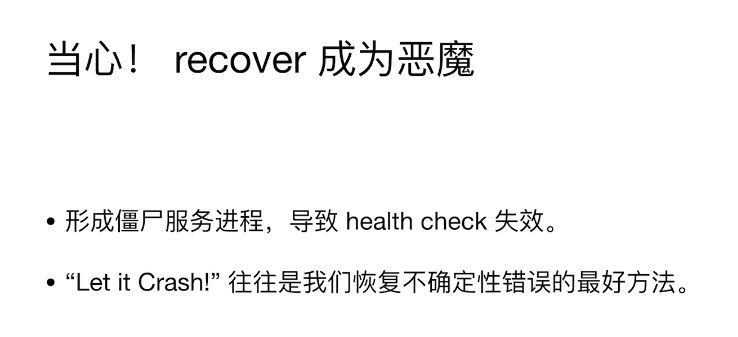 当心！ recover 成为恶魔
• 形成僵尸服务进程，导致 health check 失效。
• “Let it Crash!” 往往是我们恢复不确定性错误的最好方法。